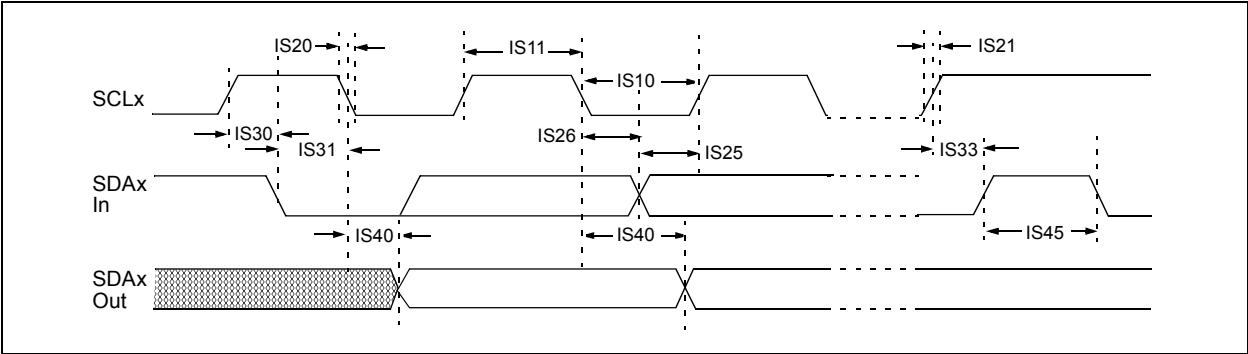 IS20
IS11
IS21
IS10
SCLx
IS30
IS26
IS31
IS25
IS33
SDAx
In
IS40
IS40
IS45
SDAx
Out